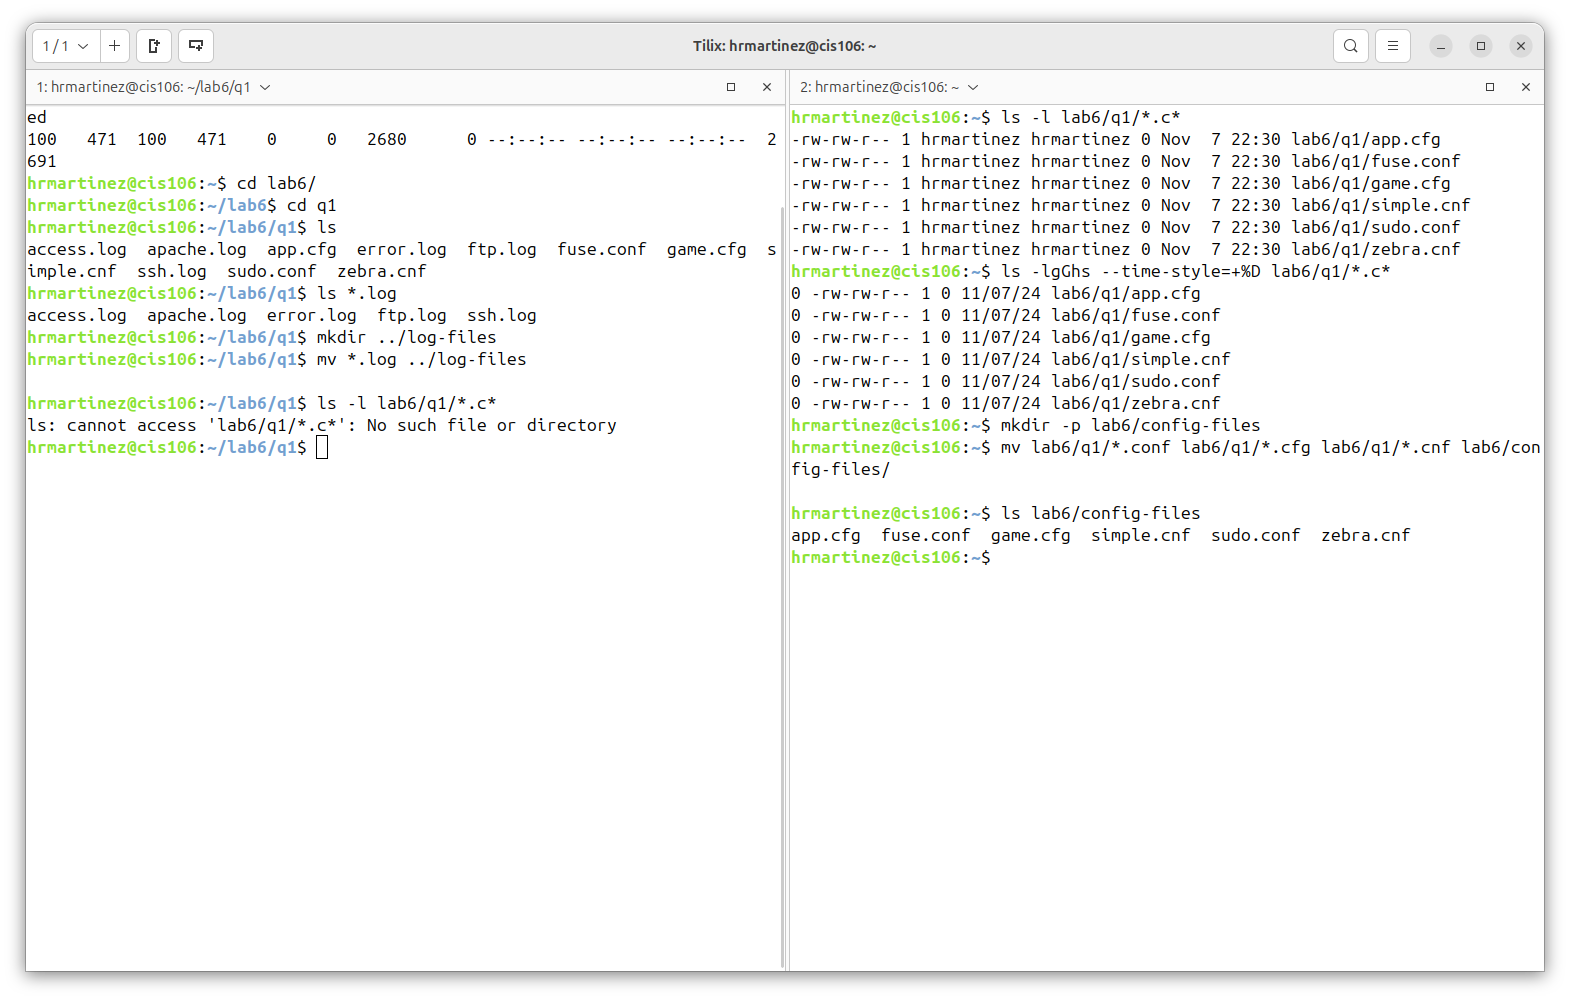 1 / 1
Tilix: hrmartinez@cis106: ~
1: hrmartinez@cis106: ~/lab6/q1
ed
100   471  100   471    0     0   2680      0 --:--:-- --:--:-- --:--:--  2
691
hrmartinez@cis106:~$ cd lab6/
hrmartinez@cis106:~/lab6$ cd q1
hrmartinez@cis106:~/lab6/q1$ ls
access.log  apache.log  app.cfg  error.log  ftp.log  fuse.conf  game.cfg  s
imple.cnf  ssh.log  sudo.conf  zebra.cnf
hrmartinez@cis106:~/lab6/q1$ ls *.log
access.log  apache.log  error.log  ftp.log  ssh.log
hrmartinez@cis106:~/lab6/q1$ mkdir ../log-files
hrmartinez@cis106:~/lab6/q1$ mv *.log ../log-files
hrmartinez@cis106:~/lab6/q1$ ls -l lab6/q1/*.c*
ls: cannot access 'lab6/q1/*.c*': No such file or directory
hrmartinez@cis106:~/lab6/q1$
2: hrmartinez@cis106: ~
hrmartinez@cis106:~$ ls -l lab6/q1/*.c*
-rw-rw-r-- 1 hrmartinez hrmartinez 0 Nov  7 22:30 lab6/q1/app.cfg
-rw-rw-r-- 1 hrmartinez hrmartinez 0 Nov  7 22:30 lab6/q1/fuse.conf
-rw-rw-r-- 1 hrmartinez hrmartinez 0 Nov  7 22:30 lab6/q1/game.cfg
-rw-rw-r-- 1 hrmartinez hrmartinez 0 Nov  7 22:30 lab6/q1/simple.cnf
-rw-rw-r-- 1 hrmartinez hrmartinez 0 Nov  7 22:30 lab6/q1/sudo.conf
-rw-rw-r-- 1 hrmartinez hrmartinez 0 Nov  7 22:30 lab6/q1/zebra.cnf
hrmartinez@cis106:~$ ls -lgGhs --time-style=+%D lab6/q1/*.c*
0 -rw-rw-r-- 1 0 11/07/24 lab6/q1/app.cfg
0 -rw-rw-r-- 1 0 11/07/24 lab6/q1/fuse.conf
0 -rw-rw-r-- 1 0 11/07/24 lab6/q1/game.cfg
0 -rw-rw-r-- 1 0 11/07/24 lab6/q1/simple.cnf
0 -rw-rw-r-- 1 0 11/07/24 lab6/q1/sudo.conf
0 -rw-rw-r-- 1 0 11/07/24 lab6/q1/zebra.cnf
hrmartinez@cis106:~$ mkdir -p lab6/config-files
hrmartinez@cis106:~$ mv lab6/q1/*.conf lab6/q1/*.cfg lab6/q1/*.cnf lab6/con
fig-files/
hrmartinez@cis106:~$ ls lab6/config-files
app.cfg  fuse.conf  game.cfg  simple.cnf  sudo.conf  zebra.cnf
hrmartinez@cis106:~$